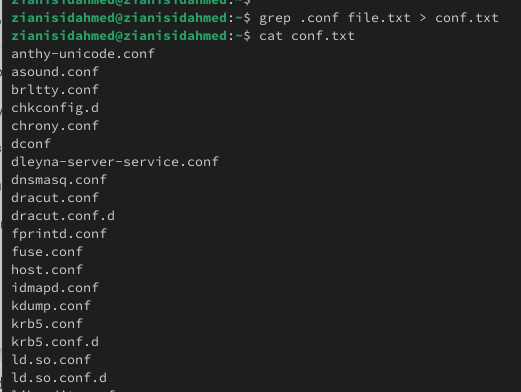 zianisidahmed@zianisidahmed:~$
zianisidahmed@zianisidahmed:~$ grep .conf file.txt > conf.txt
zianisidahmed@zianisidahmed:~$ cat conf.txt
anthy-unicode.conf
asound.conf
brltty.conf
chkconfig.d
chrony.conf
dconf
dleyna-server-service.conf
dnsmasq.conf
dracut.conf
dracut.conf.d
fprintd.conf
fuse.conf
host.conf
idmapd.conf
kdump.conf
krb5.conf
krb5.conf.d
ld.so.conf
ld.so.conf.d